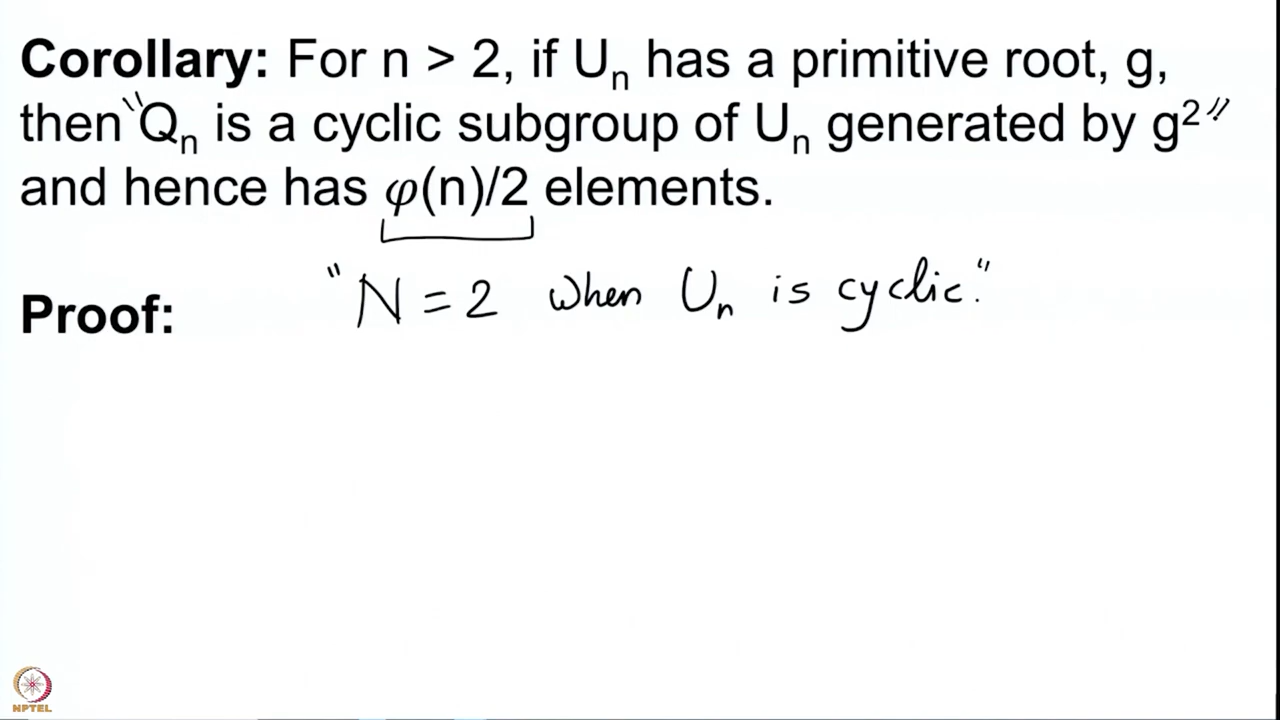 Corollary: For n > 2, if Uₙ has a primitive root, g,
then "Qₙ is a cyclic subgroup of Uₙ generated by g²"
and hence has φ(n)/2 elements.
Proof: "N = 2 when Uₙ is cyclic."
NPTEL